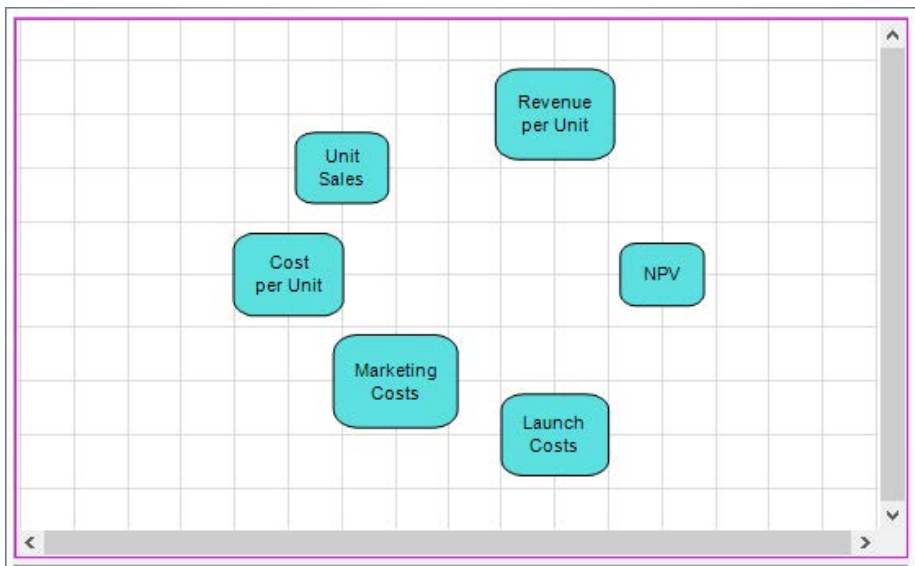 Revenue
per Unit
Unit
Sales
Cost
per Unit
NPV
Marketing
Costs
Launch
Costs